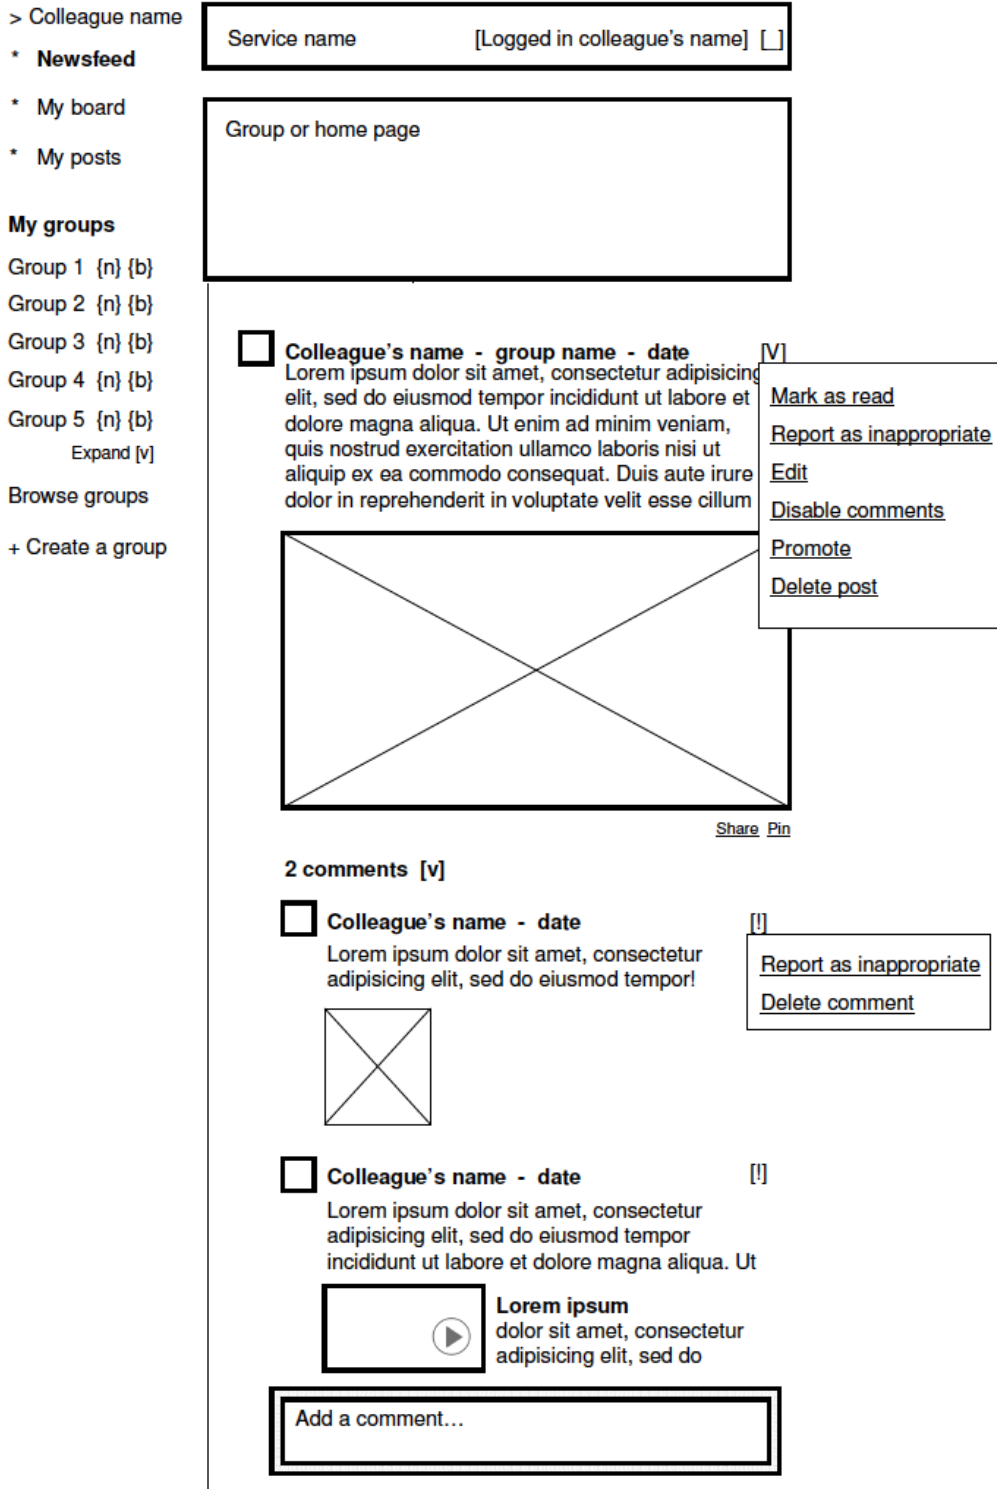 > Colleague name
* Newsfeed
* My board
* My posts
My groups
Group 1 {n} {b}
Group 2 {n} {b}
Group 3 {n} {b}
Group 4 {n} {b}
Group 5 {n} {b}
Expand [v]
Browse groups
+ Create a group
Service name [Logged in colleague's name] [_]
Group or home page
Colleague's name - group name - date [V]
Lorem ipsum dolor sit amet, consectetur adipisicing
elit, sed do eiusmod tempor incididunt ut labore et
dolore magna aliqua. Ut enim ad minim veniam,
quis nostrud exercitation ullamco laboris nisi ut
aliquip ex ea commodo consequat. Duis aute irure
dolor in reprehenderit in voluptate velit esse cillum
Mark as read
Report as inappropriate
Edit
Disable comments
Promote
Delete post
Share Pin
2 comments [v]
Colleague's name - date [!]
Lorem ipsum dolor sit amet, consectetur
adipisicing elit, sed do eiusmod tempor!
Report as inappropriate
Delete comment
Colleague's name - date [!]
Lorem ipsum dolor sit amet, consectetur
adipisicing elit, sed do eiusmod tempor
incididunt ut labore et dolore magna aliqua. Ut
Lorem ipsum
dolor sit amet, consectetur
adipisicing elit, sed do
Add a comment…